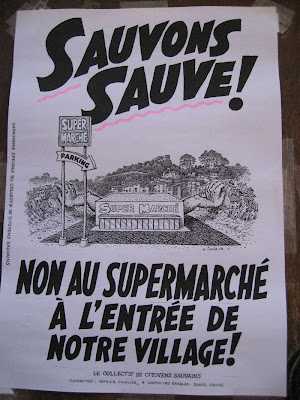 SAUVONS
SAUVE!
SUPER
MARCHÉ
PARKING
SUPER MARCHÉ
NON AU SUPERMARCHÉ
À L'ENTRÉE DE
NOTRE VILLAGE!
LE COLLECTIF DE CITOYENS SAUVAINS